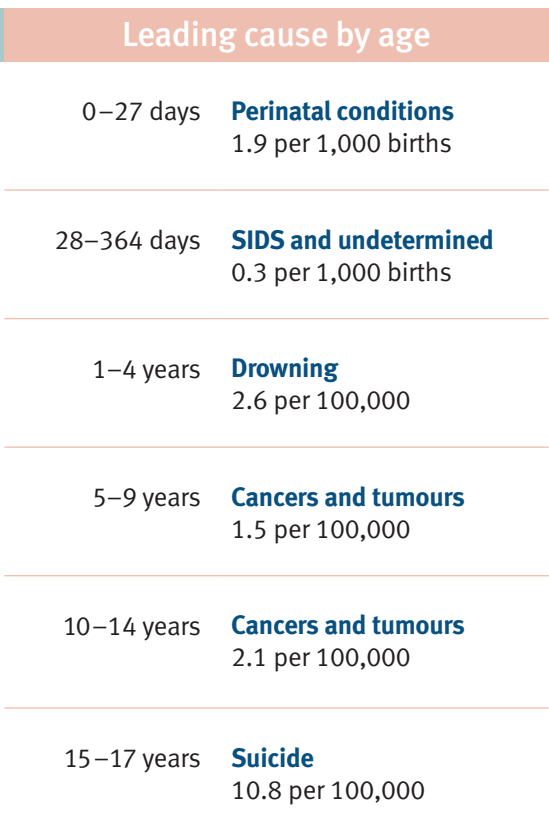 Leading cause by age
0–27 days Perinatal conditions
1.9 per 1,000 births
28–364 days SIDS and undetermined
0.3 per 1,000 births
1–4 years Drowning
2.6 per 100,000
5–9 years Cancers and tumours
1.5 per 100,000
10–14 years Cancers and tumours
2.1 per 100,000
15–17 years Suicide
10.8 per 100,000